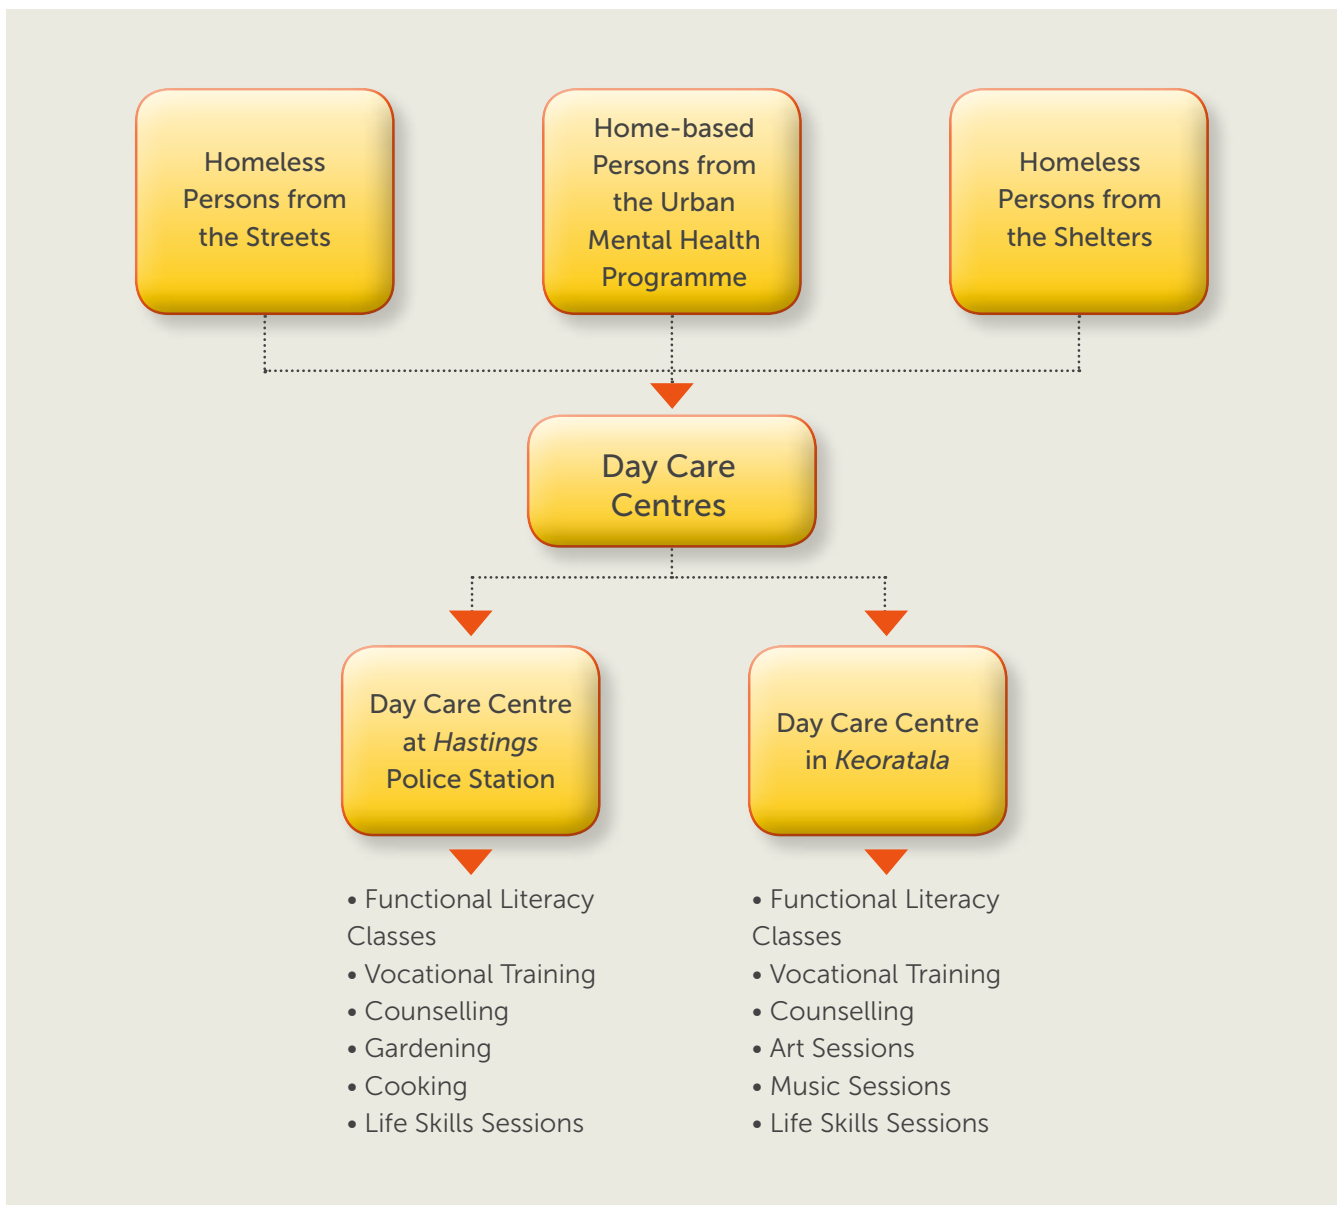 Homeless
Persons from
the Streets
Home-based
Persons from
the Urban
Mental Health
Programme
Homeless
Persons from
the Shelters
Day Care
Centres
Day Care Centre
at Hastings
Police Station
Day Care Centre
in Keoratala
• Functional Literacy
Classes
• Vocational Training
• Counselling
• Gardening
• Cooking
• Life Skills Sessions
• Functional Literacy
Classes
• Vocational Training
• Counselling
• Art Sessions
• Music Sessions
• Life Skills Sessions